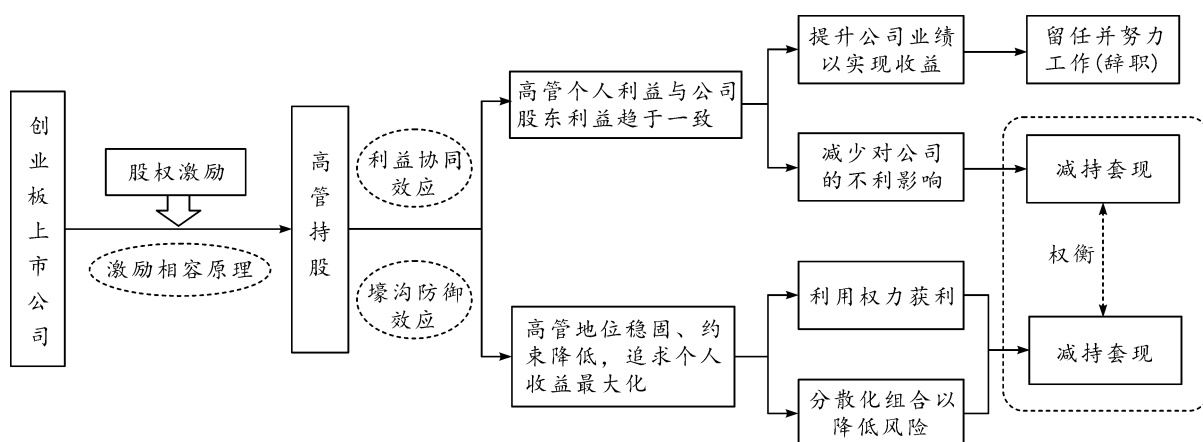 创业板上市公司
股权激励
激励相容原理
高管持股
利益协同
效应
壕沟防御
效应
高管个人利益与公司
股东利益趋于一致
高管地位稳固、约
束降低，追求个人
收益最大化
提升公司业绩
以实现收益
减少对公司
的不利影响
利用权力获利
分散化组合以
降低风险
留任并努力
工作(辞职)
减持套现
权衡
减持套现